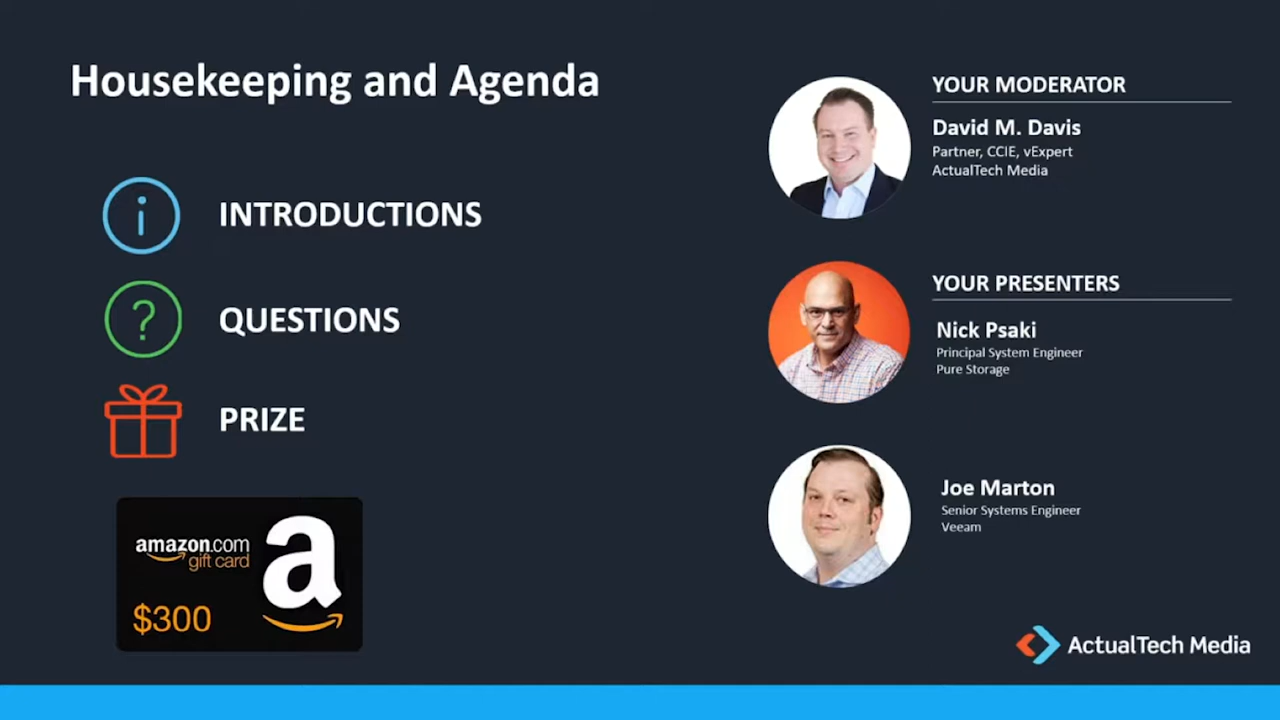 Housekeeping and Agenda
INTRODUCTIONS
QUESTIONS
PRIZE
amazon.com
gift card
a
$300
YOUR MODERATOR
David M. Davis
Partner, CCIE, vExpert
ActualTech Media
YOUR PRESENTERS
Nick Psaki
Principal System Engineer
Pure Storage
Joe Marton
Senior Systems Engineer
Veeam
ActualTech Media